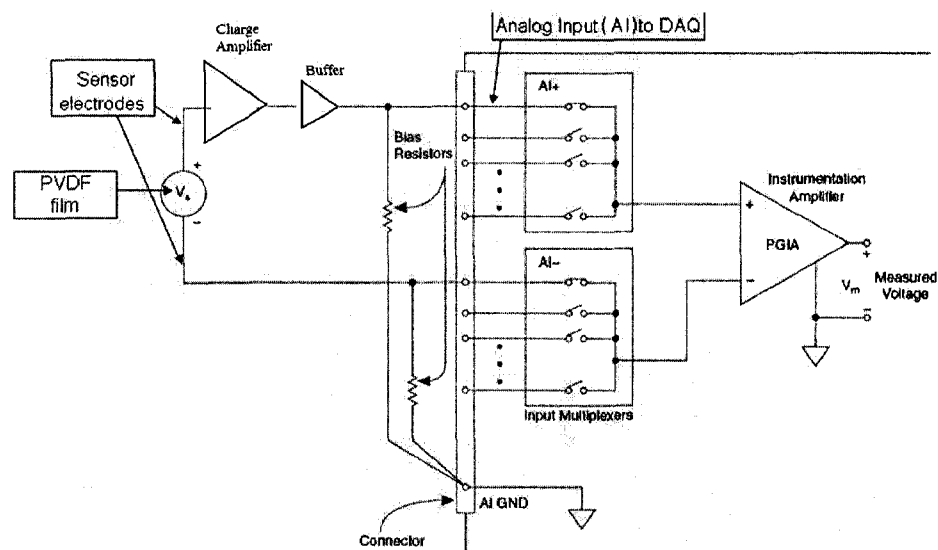 Charge
Amplifier
Analog Input ( AI )to DAQ
Sensor
electrodes
Buffer
AI+
Bias
Resistors
+
PVDF
film
Vs
-
Instrumentation
Amplifier
+
PGIA
-
+
Vm
Measured
Voltage
-
AI-
Input Multiplexers
AI GND
Connector